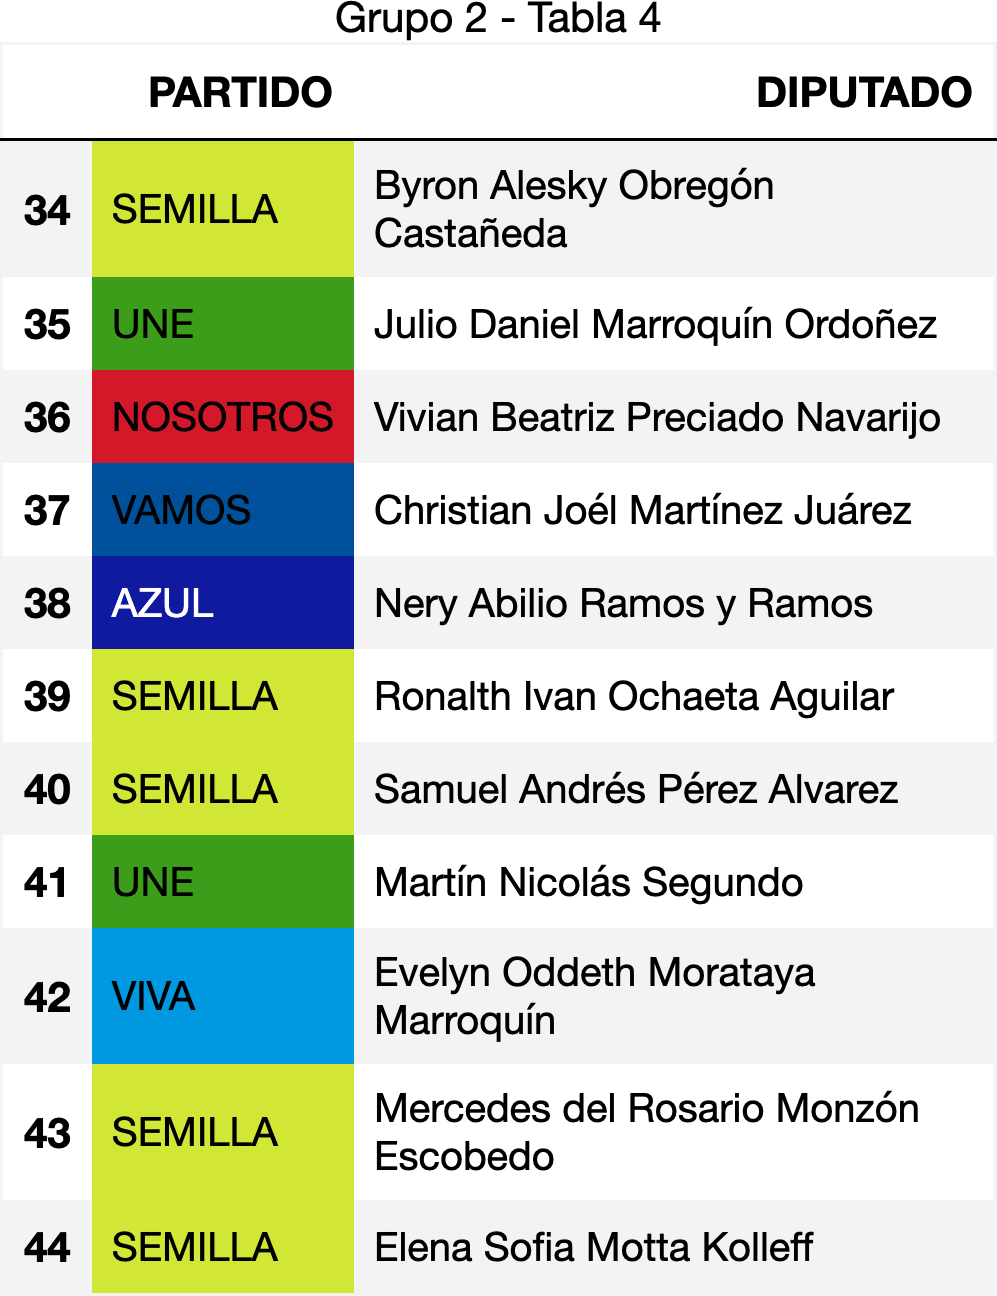 Grupo 2 - Tabla 4
PARTIDO DIPUTADO
34 SEMILLA Byron Alesky Obregón
Castañeda
35 UNE Julio Daniel Marroquín Ordoñez
36 NOSOTROS Vivian Beatriz Preciado Navarijo
37 VAMOS Christian Joél Martínez Juárez
38 AZUL Nery Abilio Ramos y Ramos
39 SEMILLA Ronalth Ivan Ochaeta Aguilar
40 SEMILLA Samuel Andrés Pérez Alvarez
41 UNE Martín Nicolás Segundo
42 VIVA Evelyn Oddeth Morataya
Marroquín
43 SEMILLA Mercedes del Rosario Monzón
Escobedo
44 SEMILLA Elena Sofia Motta Kolleff